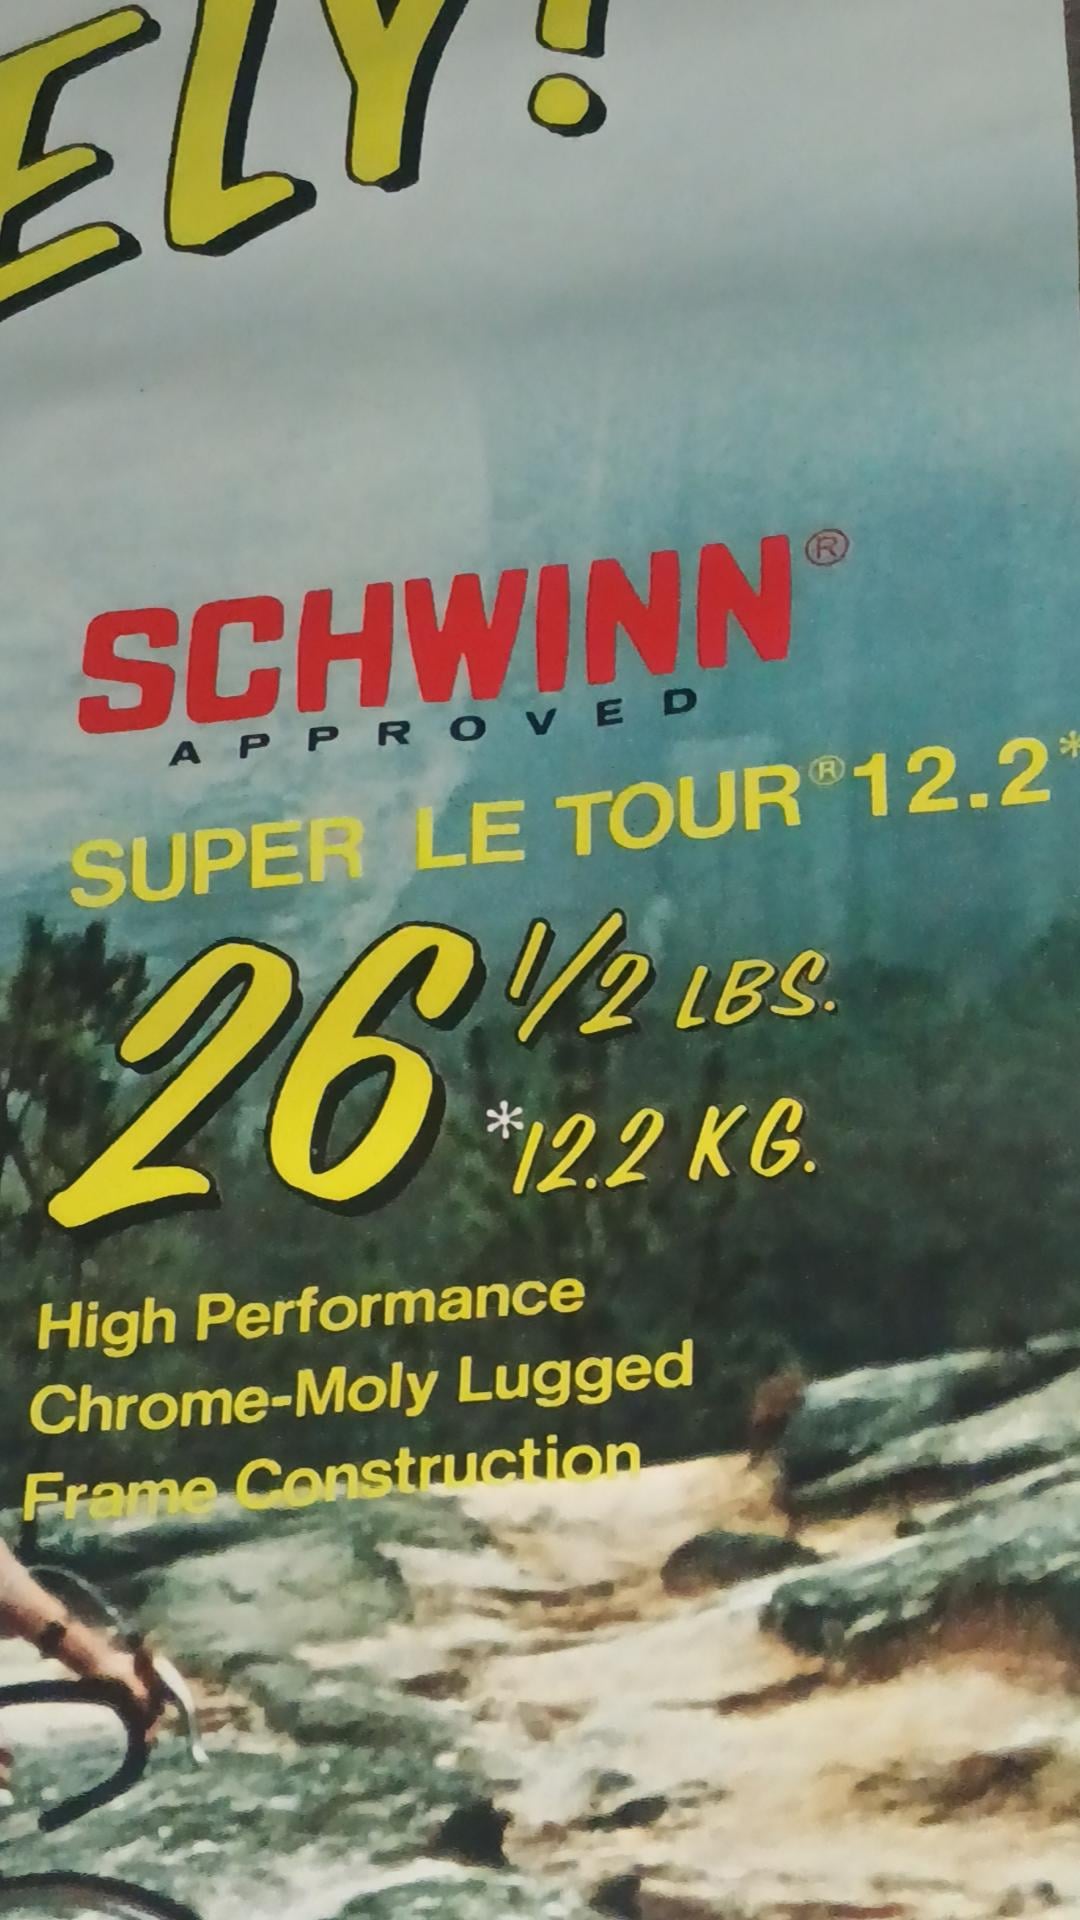 ELY!
SCHWINN®
APPROVED
SUPER LE TOUR® 12.2*
26 1/2 LBS.
*12.2 KG.
High Performance
Chrome-Moly Lugged
Frame Construction